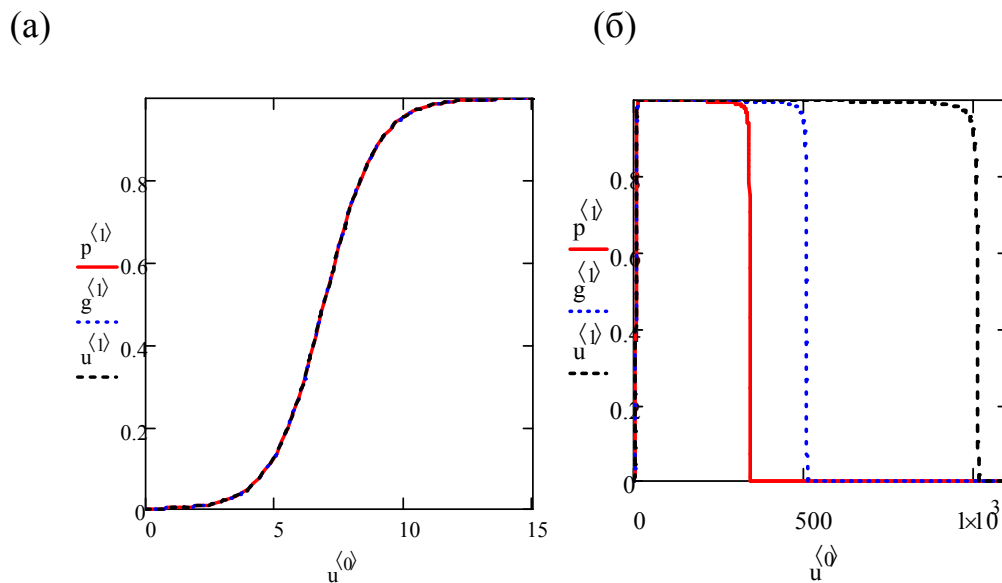 (а)
(б)
0.8
0.6
0.4
0.2
0
p⟨1⟩
g⟨1⟩
u⟨1⟩
0 5 10 15
u⟨0⟩
0.8
0.6
0.4
0.2
0
p⟨1⟩
g⟨1⟩
u⟨1⟩
0 500 1×10³
u⟨0⟩